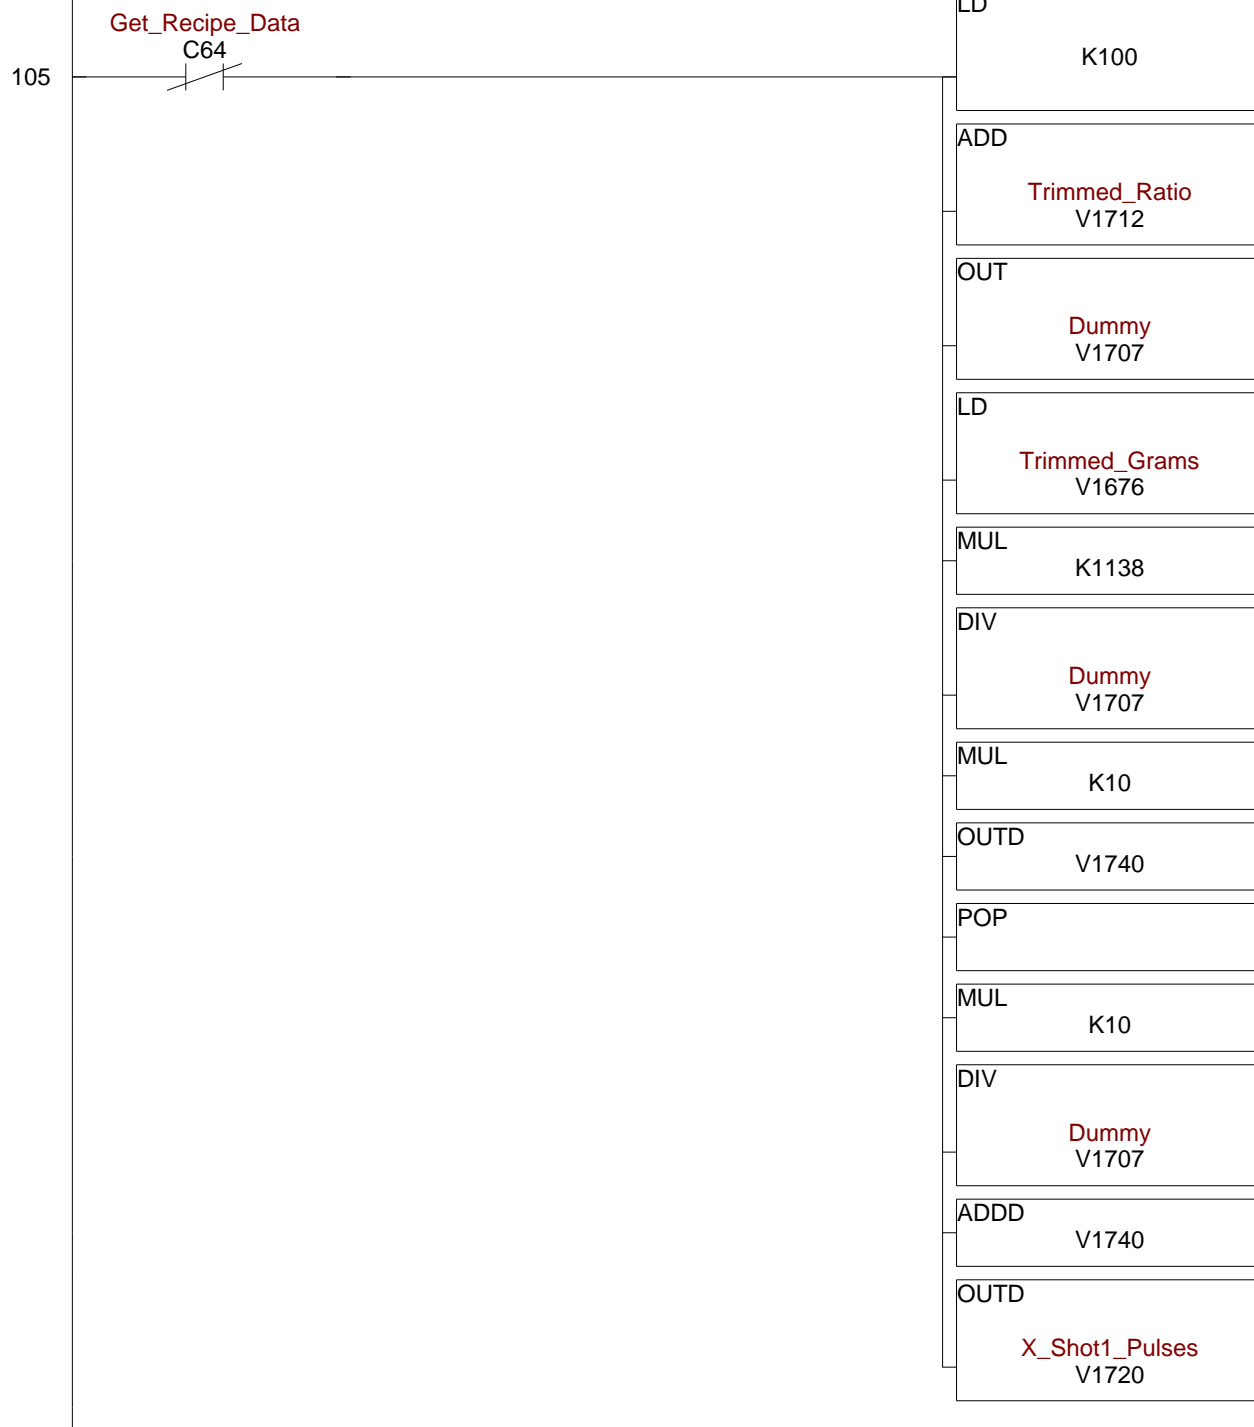 Get_Recipe_Data
C64
105
LD
K100
ADD
Trimmed_Ratio
V1712
OUT
Dummy
V1707
LD
Trimmed_Grams
V1676
MUL
K1138
DIV
Dummy
V1707
MUL
K10
OUTD
V1740
POP
MUL
K10
DIV
Dummy
V1707
ADDD
V1740
OUTD
X_Shot1_Pulses
V1720